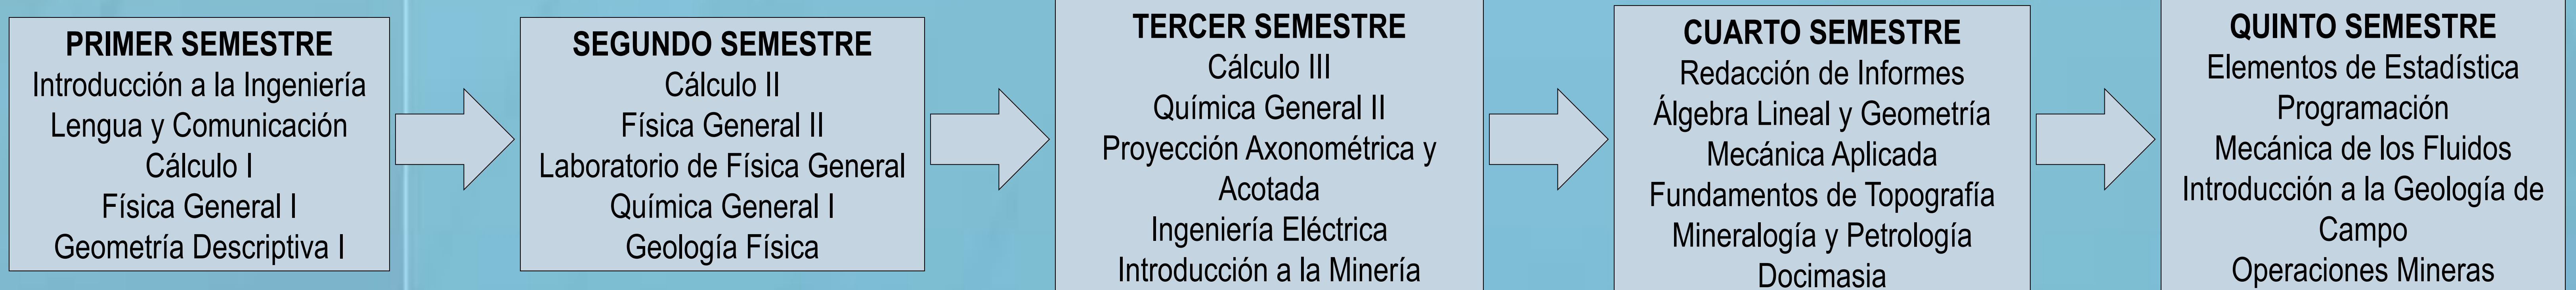 PRIMER SEMESTRE
Introducción a la Ingeniería
Lengua y Comunicación
Cálculo I
Física General I
Geometría Descriptiva I
SEGUNDO SEMESTRE
Cálculo II
Física General II
Laboratorio de Física General
Química General I
Geología Física
TERCER SEMESTRE
Cálculo III
Química General II
Proyección Axonométrica y
Acotada
Ingeniería Eléctrica
Introducción a la Minería
CUARTO SEMESTRE
Redacción de Informes
Álgebra Lineal y Geometría
Mecánica Aplicada
Fundamentos de Topografía
Mineralogía y Petrología
Docimasia
QUINTO SEMESTRE
Elementos de Estadística
Programación
Mecánica de los Fluidos
Introducción a la Geología de
Campo
Operaciones Mineras